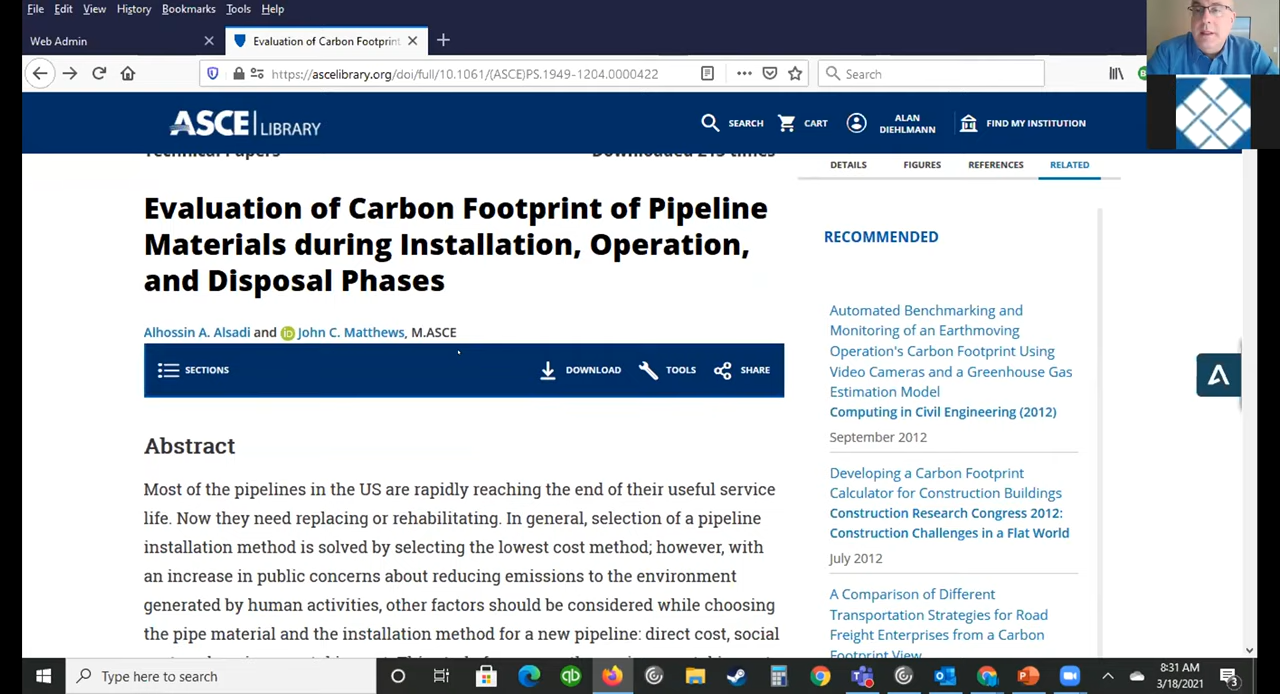 File Edit View History Bookmarks Tools Help
Web Admin
Evaluation of Carbon Footprint
https://ascelibrary.org/doi/full/10.1061/(ASCE)PS.1949-1204.0000422
Search
ASCE LIBRARY
SEARCH
CART
ALAN
DIEHLMANN
FIND MY INSTITUTION
Technical Papers
Downloaded 213 times
DETAILS
FIGURES
REFERENCES
RELATED
Evaluation of Carbon Footprint of Pipeline
Materials during Installation, Operation,
and Disposal Phases
Alhossin A. Alsadi and John C. Matthews, M.ASCE
SECTIONS
DOWNLOAD
TOOLS
SHARE
Abstract
Most of the pipelines in the US are rapidly reaching the end of their useful service
life. Now they need replacing or rehabilitating. In general, selection of a pipeline
installation method is solved by selecting the lowest cost method; however, with
an increase in public concerns about reducing emissions to the environment
generated by human activities, other factors should be considered while choosing
the pipe material and the installation method for a new pipeline: direct cost, social
RECOMMENDED
Automated Benchmarking and
Monitoring of an Earthmoving
Operation's Carbon Footprint Using
Video Cameras and a Greenhouse Gas
Estimation Model
Computing in Civil Engineering (2012)
September 2012
Developing a Carbon Footprint
Calculator for Construction Buildings
Construction Research Congress 2012:
Construction Challenges in a Flat World
July 2012
A Comparison of Different
Transportation Strategies for Road
Freight Enterprises from a Carbon
Footprint View
Type here to search
8:31 AM
3/18/2021
3